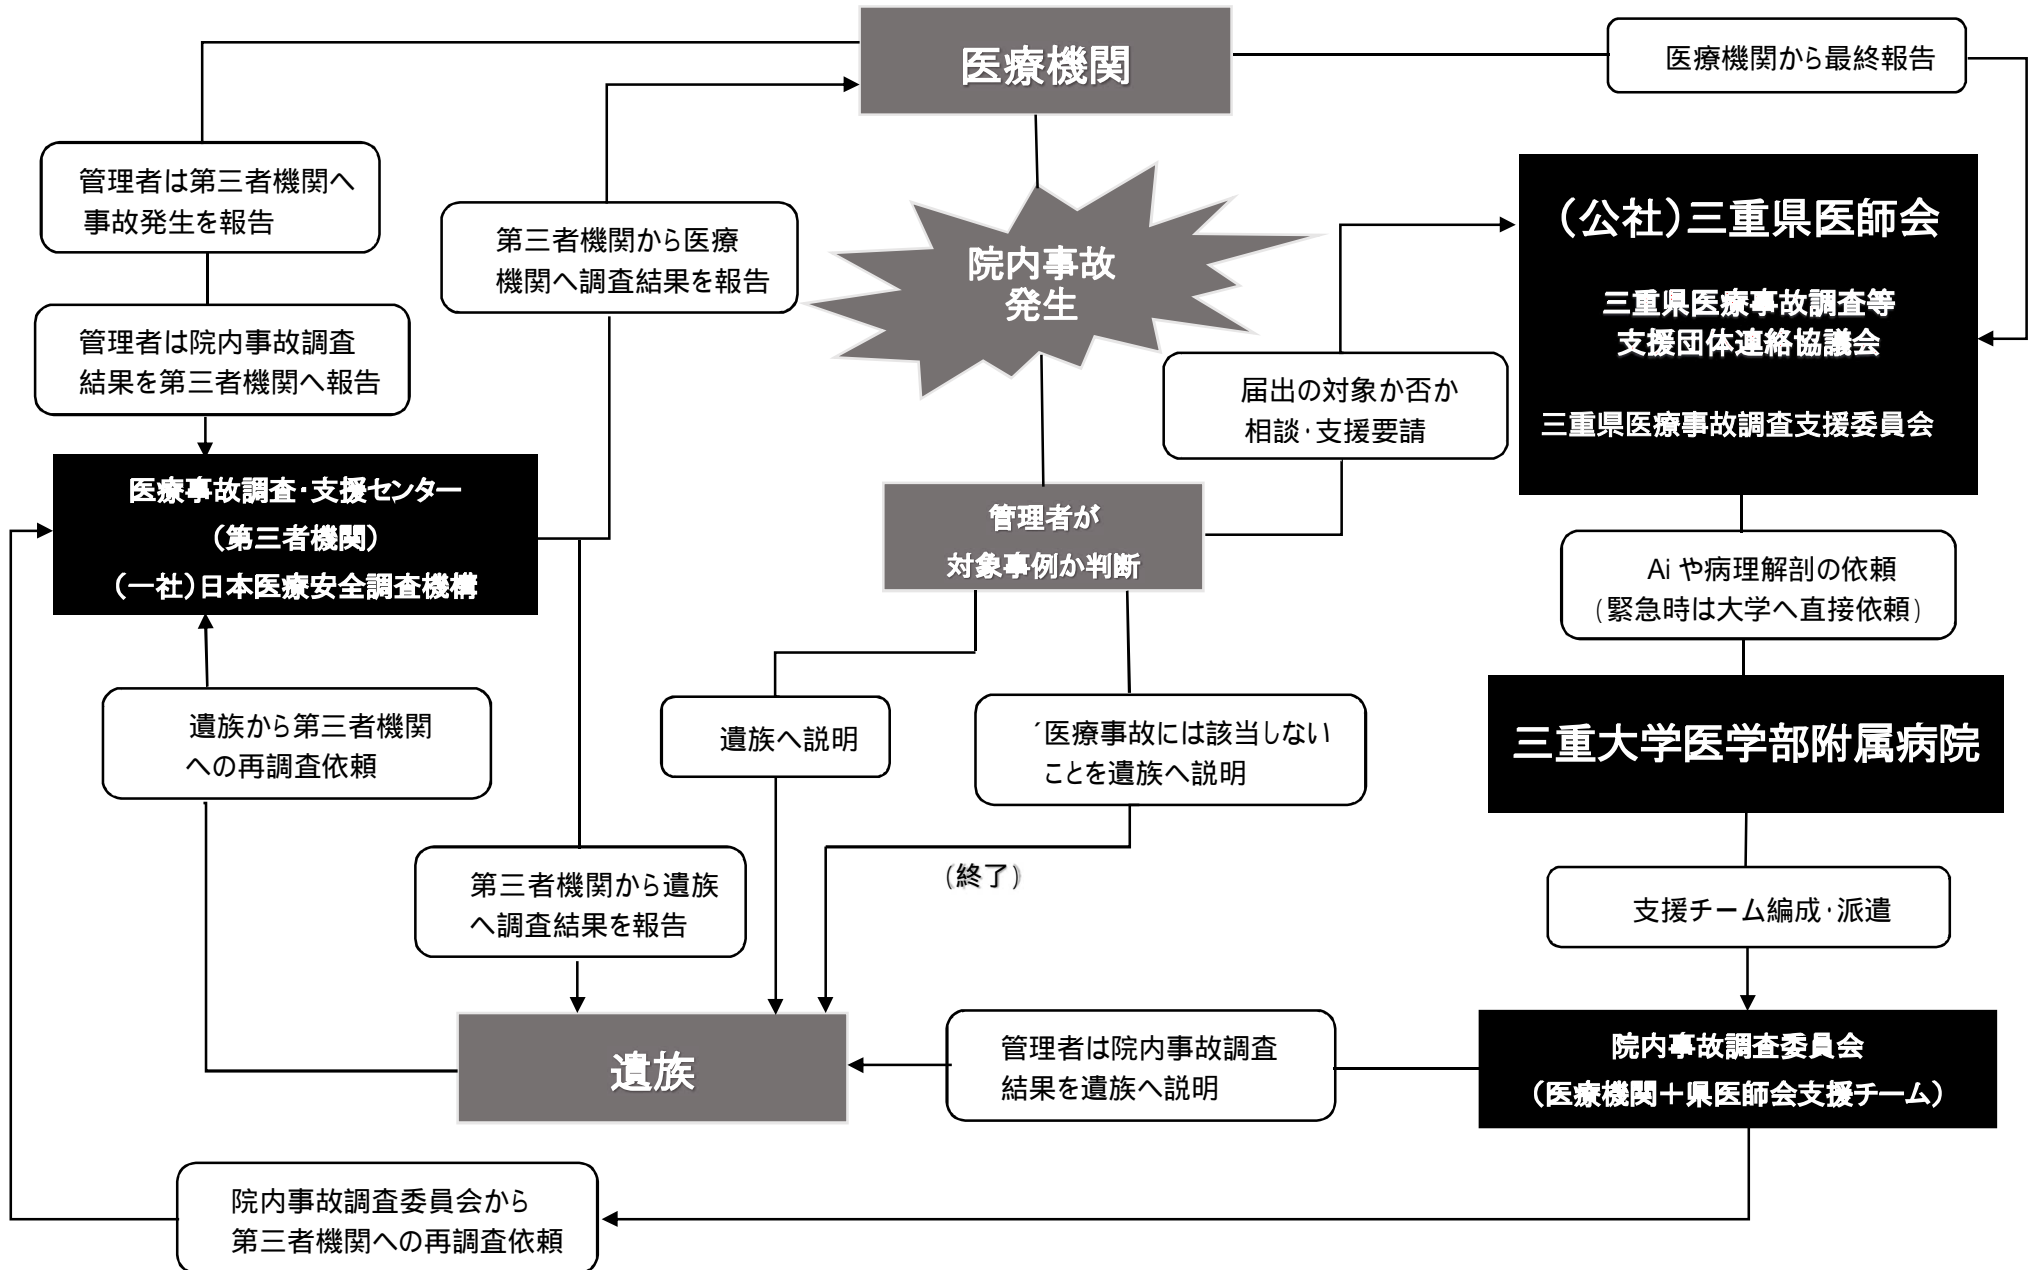 医療機関
医療機関から最終報告
管理者は第三者機関へ
事故発生を報告
第三者機関から医療
機関へ調査結果を報告
院内事故
発生
（公社）三重県医師会
三重県医療事故調査等
支援団体連絡協議会
三重県医療事故調査支援委員会
管理者は院内事故調査
結果を第三者機関へ報告
届出の対象か否か
相談・支援要請
医療事故調査・支援センター
（第三者機関）
（一社）日本医療安全調査機構
管理者が
対象事例か判断
Ai や病理解剖の依頼
（緊急時は大学へ直接依頼）
遺族から第三者機関
への再調査依頼
遺族へ説明
´医療事故には該当しない
ことを遺族へ説明
三重大学医学部附属病院
（終了）
第三者機関から遺族
へ調査結果を報告
支援チーム編成・派遣
遺族
管理者は院内事故調査
結果を遺族へ説明
院内事故調査委員会
（医療機関＋県医師会支援チーム）
院内事故調査委員会から
第三者機関への再調査依頼